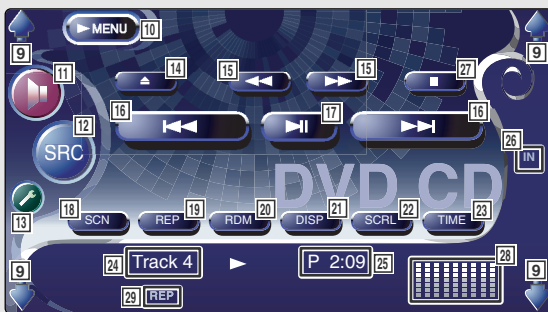 9 ►MENU 10 9
11 14 15 15 27
16 17 16
12 SRC 26 IN
DVD CD
13
18 SCN 19 REP 20 RDM 21 DISP 22 SCRL 23 TIME
9 24 Track 4 ► P 2:09 25 28 9
29 REP